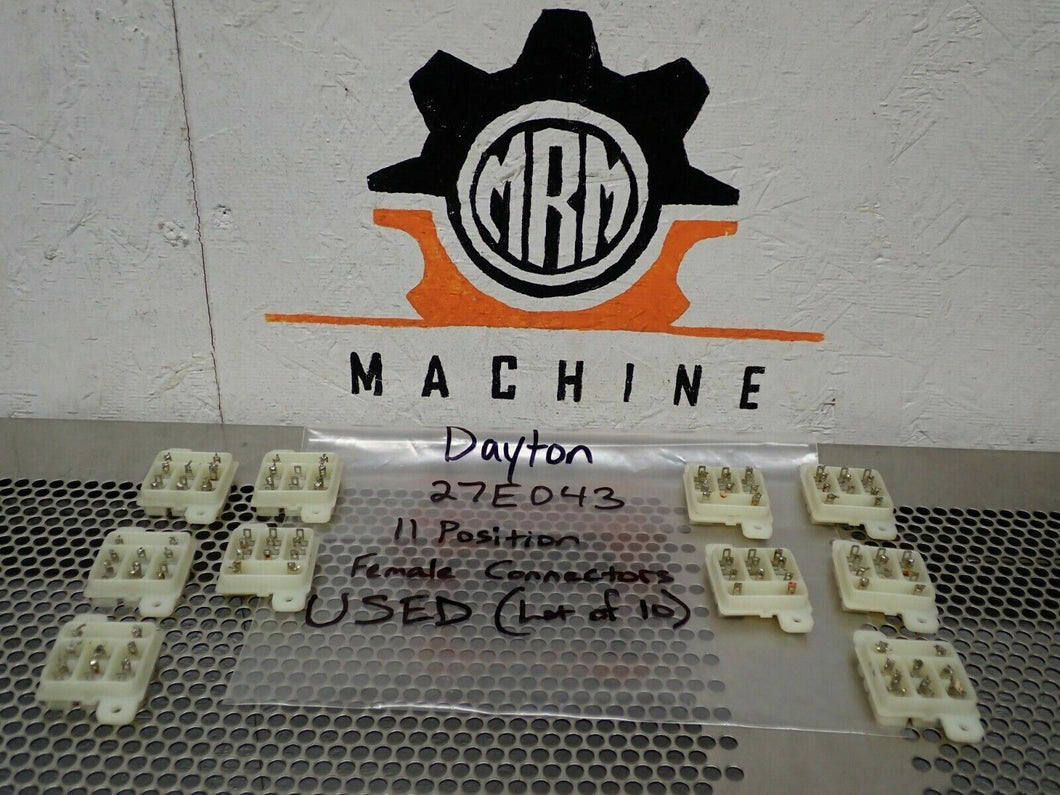 MRM
MACHINE
Dayton
27E043
11 Position
Female Connectors
USED (Lot of 10)